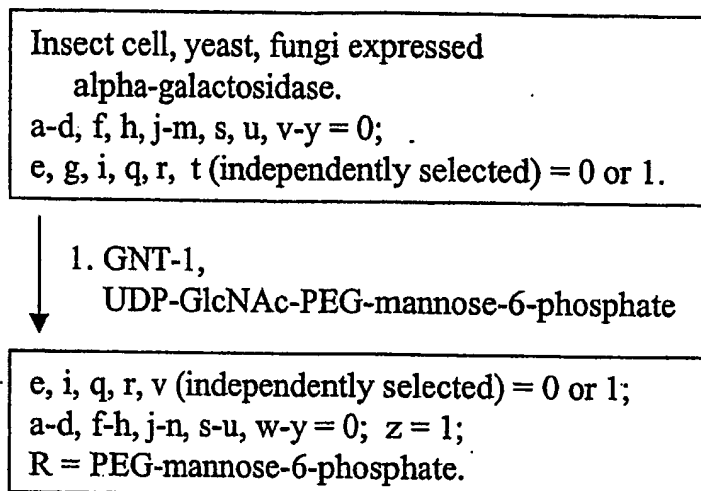 Insect cell, yeast, fungi expressed
alpha-galactosidase.
a-d, f, h, j-m, s, u, v-y = 0;
e, g, i, q, r, t (independently selected) = 0 or 1.
1. GNT-1,
UDP-GlcNAc-PEG-mannose-6-phosphate
e, i, q, r, v (independently selected) = 0 or 1;
a-d, f-h, j-n, s-u, w-y = 0; z = 1;
R = PEG-mannose-6-phosphate.